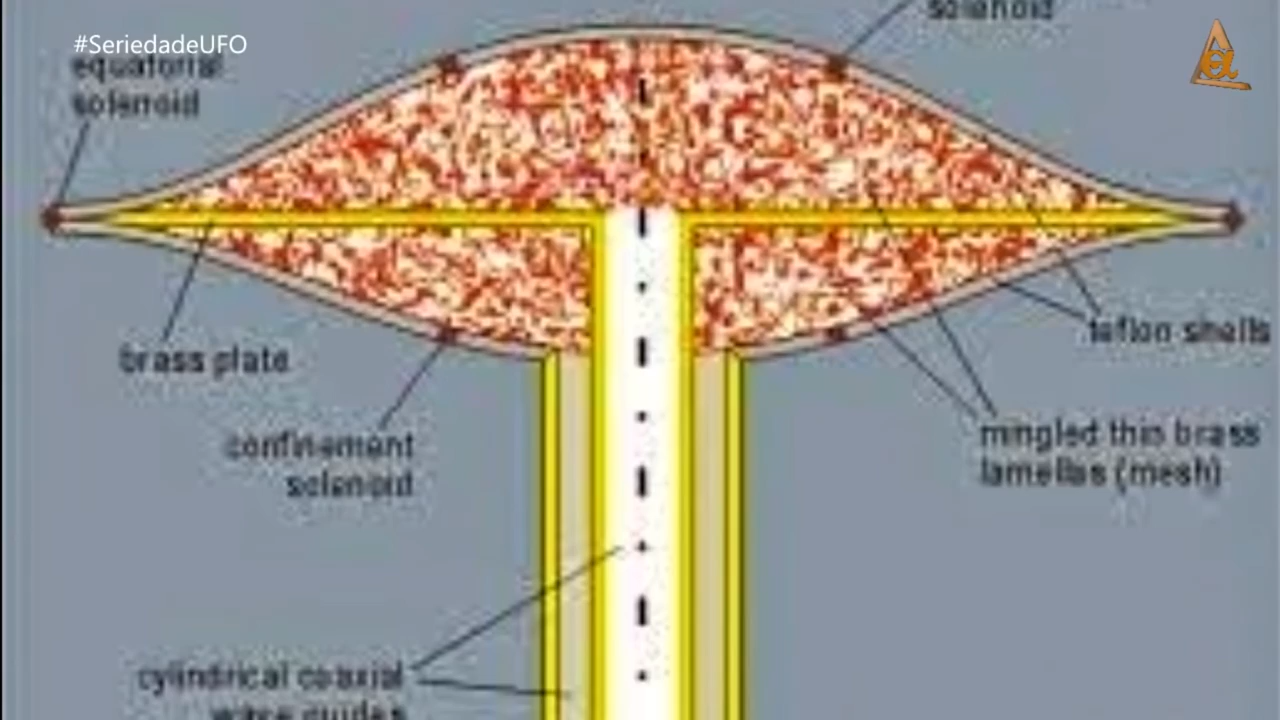 #SeriedadeUFO
solenoid
equatorial
solenoid
brass plate
teflon shells
confinement
solenoid
mingled thin brass
lamellas (mesh)
cylindrical coaxial
wave guides